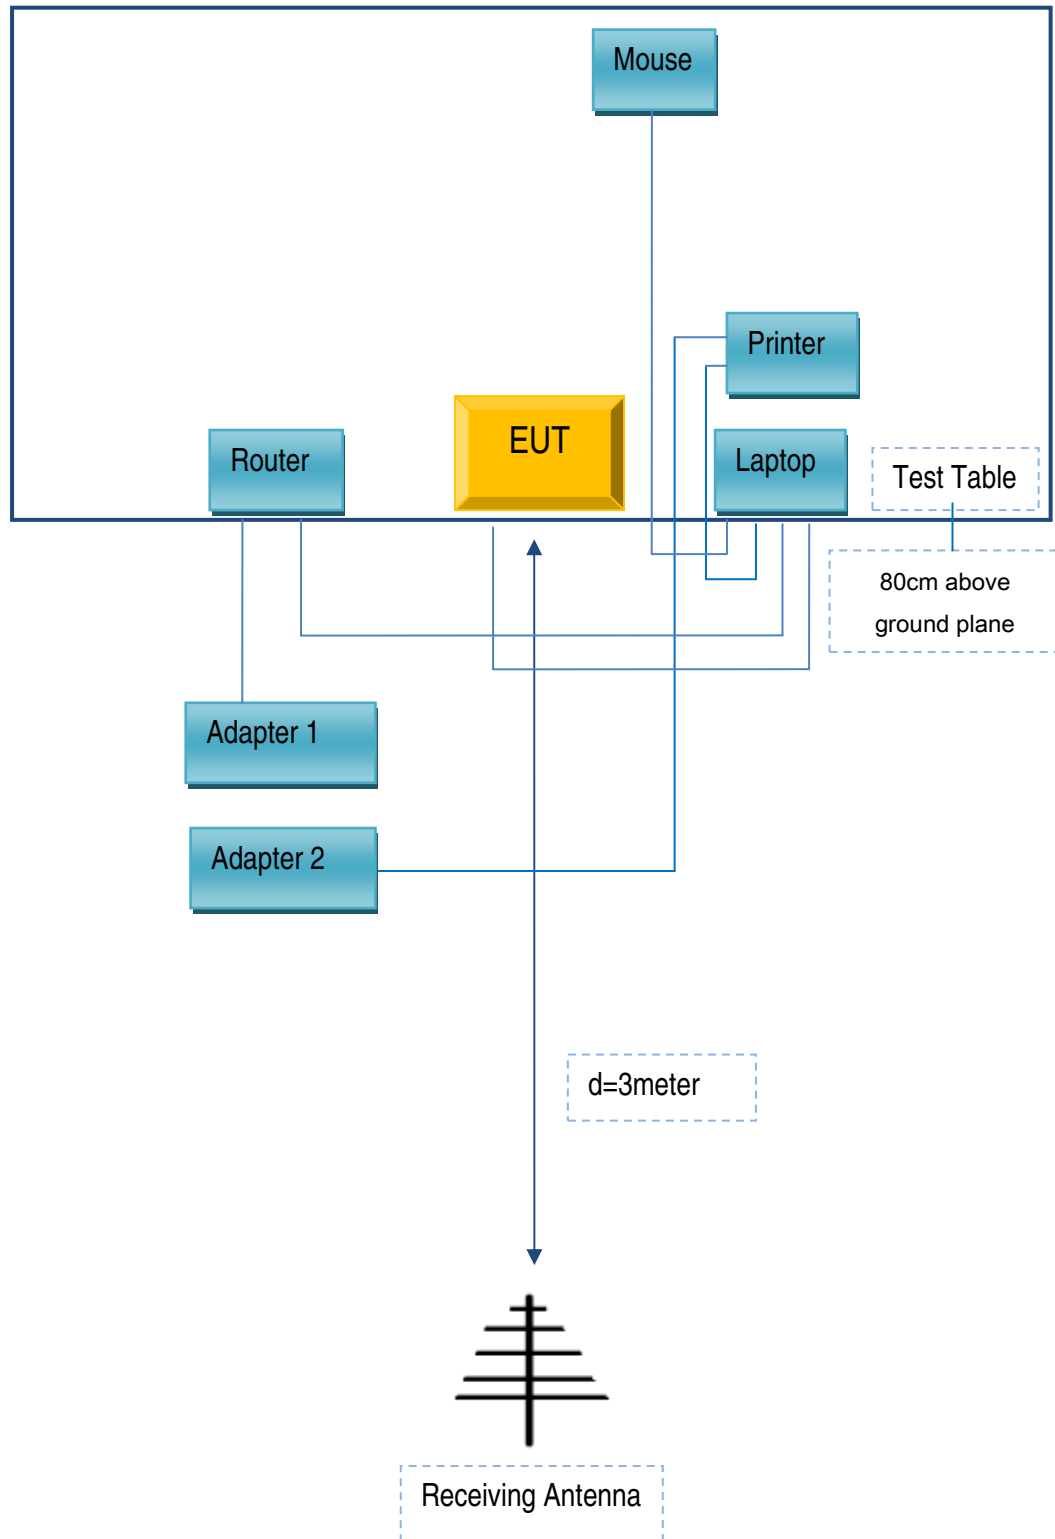 Mouse
Printer
EUT
Router
Laptop
Test Table
80cm above
ground plane
Adapter 1
Adapter 2
d=3meter
Receiving Antenna